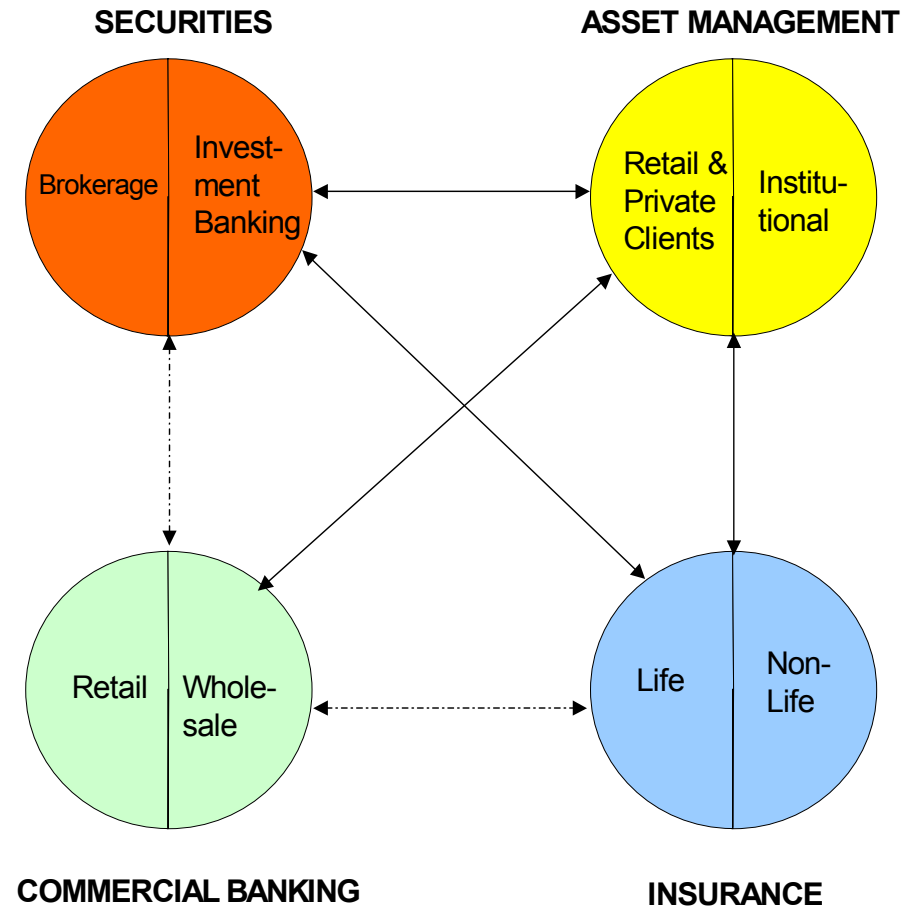 SECURITIES
ASSET MANAGEMENT
Brokerage
Invest-
ment
Banking
Retail &
Private
Clients
Institu-
tional
Retail
Whole-
sale
Life
Non-
Life
COMMERCIAL BANKING
INSURANCE